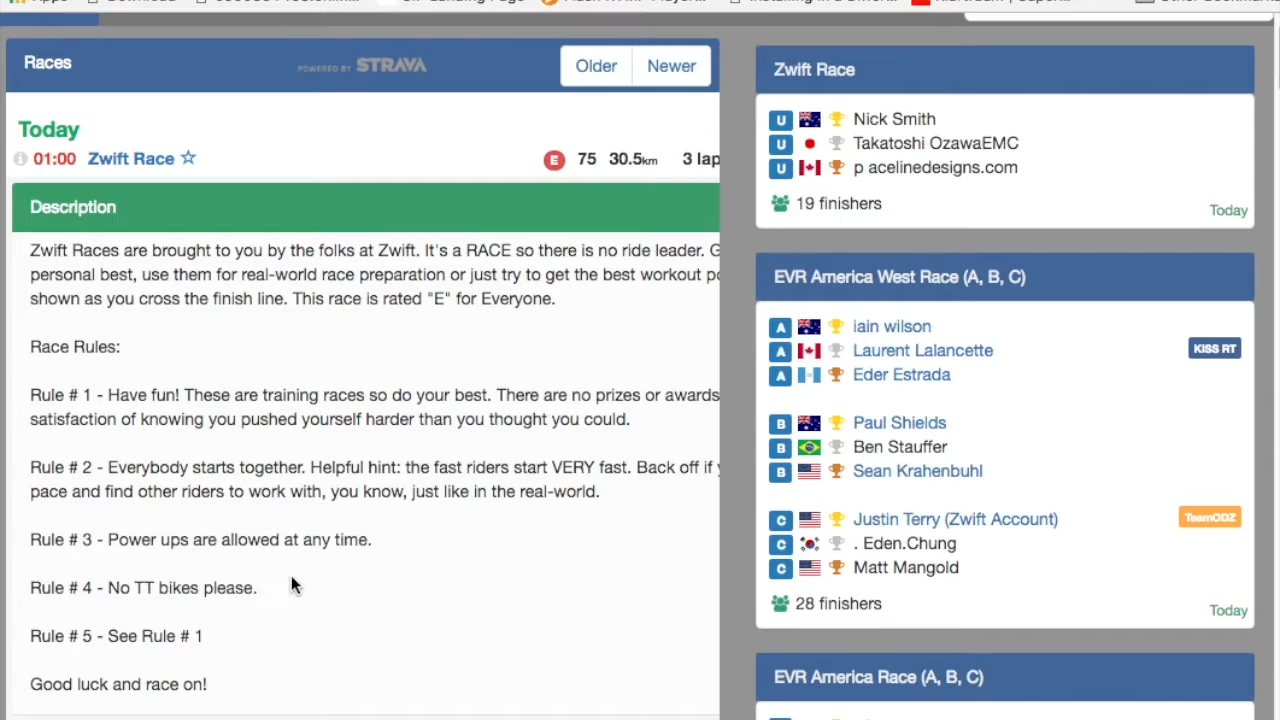 Races
POWERED BY STRAVA
Older
Newer
Today
01:00 Zwift Race
E 75 30.5km 3 lap
Description
Zwift Races are brought to you by the folks at Zwift. It's a RACE so there is no ride leader. G
personal best, use them for real-world race preparation or just try to get the best workout po
shown as you cross the finish line. This race is rated "E" for Everyone.
Race Rules:
Rule # 1 - Have fun! These are training races so do your best. There are no prizes or awards
satisfaction of knowing you pushed yourself harder than you thought you could.
Rule # 2 - Everybody starts together. Helpful hint: the fast riders start VERY fast. Back off if y
pace and find other riders to work with, you know, just like in the real-world.
Rule # 3 - Power ups are allowed at any time.
Rule # 4 - No TT bikes please.
Rule # 5 - See Rule # 1
Good luck and race on!
Zwift Race
U Nick Smith
U Takatoshi OzawaEMC
U p acelinedesigns.com
19 finishers
Today
EVR America West Race (A, B, C)
A iain wilson
A Laurent Lalancette
KISS RT
A Eder Estrada
B Paul Shields
B Ben Stauffer
B Sean Krahenbuhl
C Justin Terry (Zwift Account)
TeamODZ
C . Eden.Chung
C Matt Mangold
28 finishers
Today
EVR America Race (A, B, C)